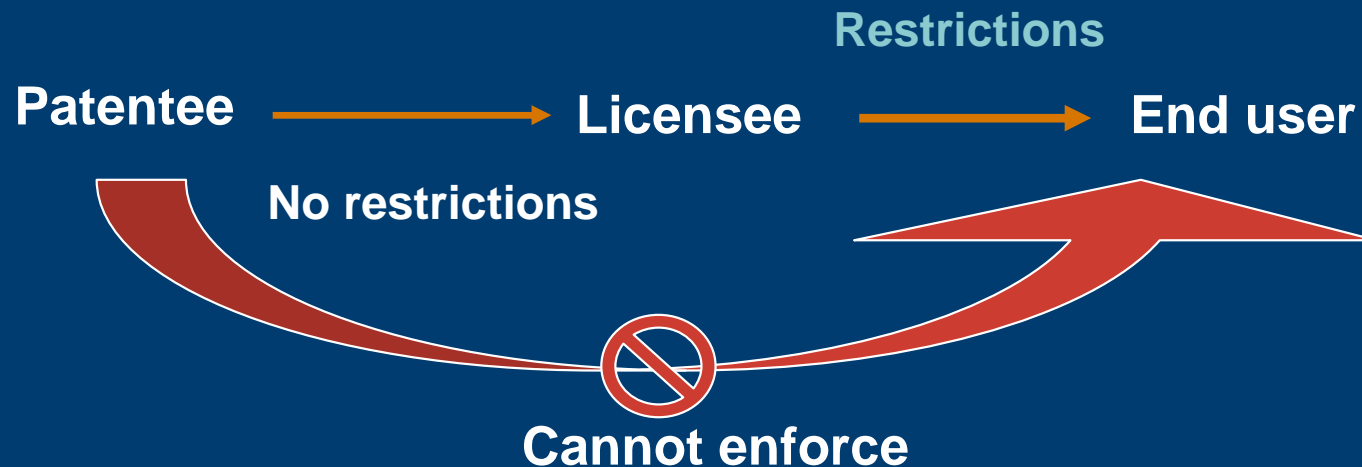 Restrictions
Patentee
Licensee
End user
No restrictions
Cannot enforce